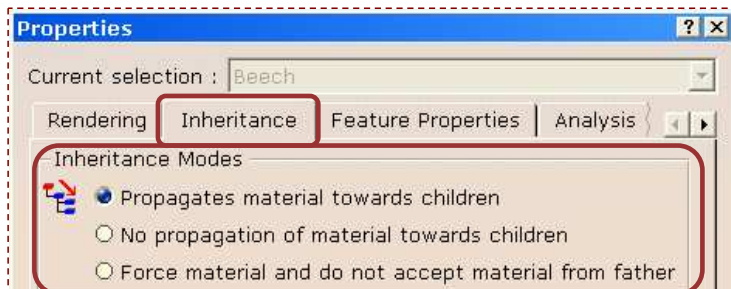 Properties
Current selection : Beech
Rendering Inheritance Feature Properties Analysis
Inheritance Modes
Propagates material towards children
No propagation of material towards children
Force material and do not accept material from father